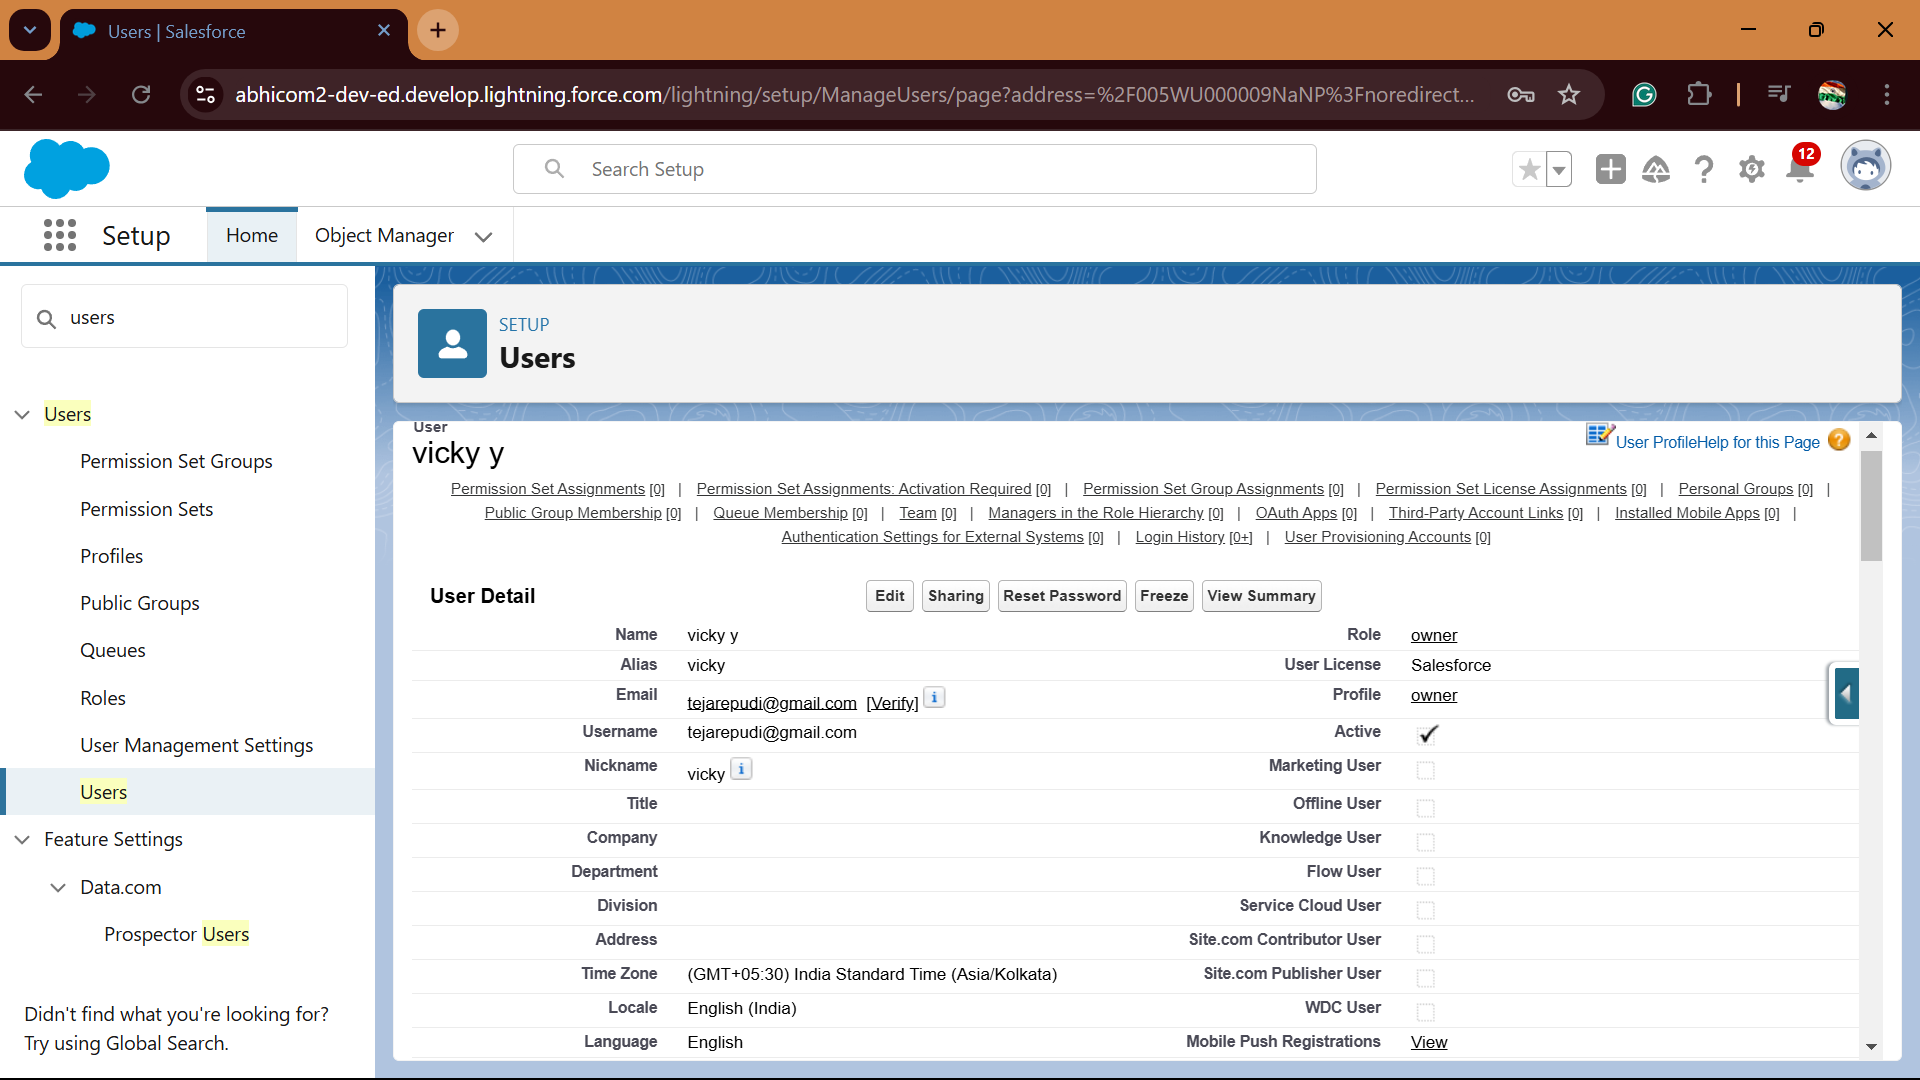 Users | Salesforce
abhicom2-dev-ed.develop.lightning.force.com/lightning/setup/ManageUsers/page?address=%2F005WU000009NaNP%3Fnoredirect...
Search Setup
12
Setup
Home
Object Manager
users
Users
Permission Set Groups
Permission Sets
Profiles
Public Groups
Queues
Roles
User Management Settings
Users
Feature Settings
Data.com
Prospector Users
Didn't find what you're looking for?
Try using Global Search.
SETUP
Users
User
vicky y
User ProfileHelp for this Page ?
Permission Set Assignments [0] | Permission Set Assignments: Activation Required [0] | Permission Set Group Assignments [0] | Permission Set License Assignments [0] | Personal Groups [0] |
Public Group Membership [0] | Queue Membership [0] | Team [0] | Managers in the Role Hierarchy [0] | OAuth Apps [0] | Third-Party Account Links [0] | Installed Mobile Apps [0] |
Authentication Settings for External Systems [0] | Login History [0+] | User Provisioning Accounts [0]
User Detail
Edit Sharing Reset Password Freeze View Summary
Name vicky y Role owner
Alias vicky User License Salesforce
Email tejarepudi@gmail.com [Verify] i Profile owner
Username tejarepudi@gmail.com Active
Nickname vicky i Marketing User
Title Offline User
Company Knowledge User
Department Flow User
Division Service Cloud User
Address Site.com Contributor User
Time Zone (GMT+05:30) India Standard Time (Asia/Kolkata) Site.com Publisher User
Locale English (India) WDC User
Language English Mobile Push Registrations View